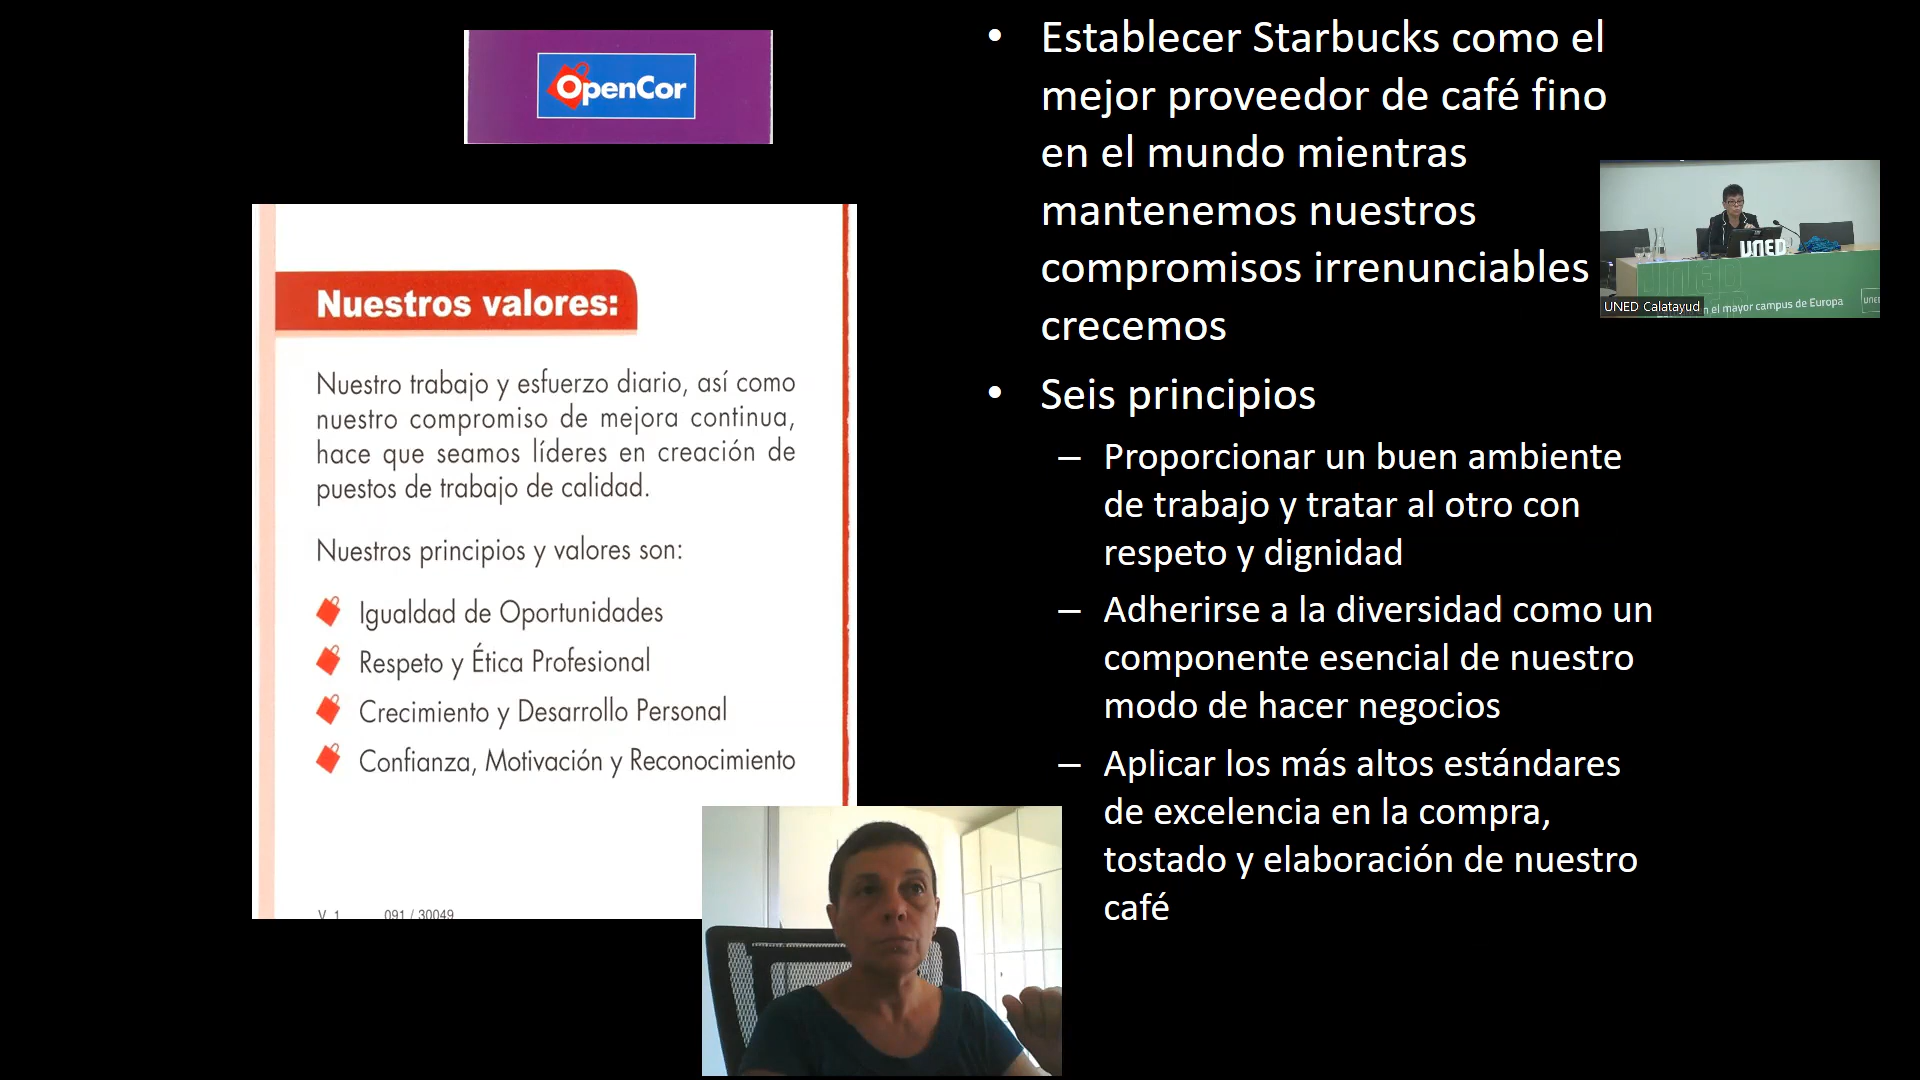 OpenCor
Nuestros valores:
Nuestro trabajo y esfuerzo diario, así como
nuestro compromiso de mejora continua,
hace que seamos líderes en creación de
puestos de trabajo de calidad.
Nuestros principios y valores son:
Igualdad de Oportunidades
Respeto y Ética Profesional
Crecimiento y Desarrollo Personal
Confianza, Motivación y Reconocimiento
V. 1 091 / 30049
• Establecer Starbucks como el
mejor proveedor de café fino
en el mundo mientras
mantenemos nuestros
compromisos irrenunciables
crecemos
• Seis principios
– Proporcionar un buen ambiente
de trabajo y tratar al otro con
respeto y dignidad
– Adherirse a la diversidad como un
componente esencial de nuestro
modo de hacer negocios
– Aplicar los más altos estándares
de excelencia en la compra,
tostado y elaboración de nuestro
café
UNED
el mayor campus de Europa
UNED Calatayud